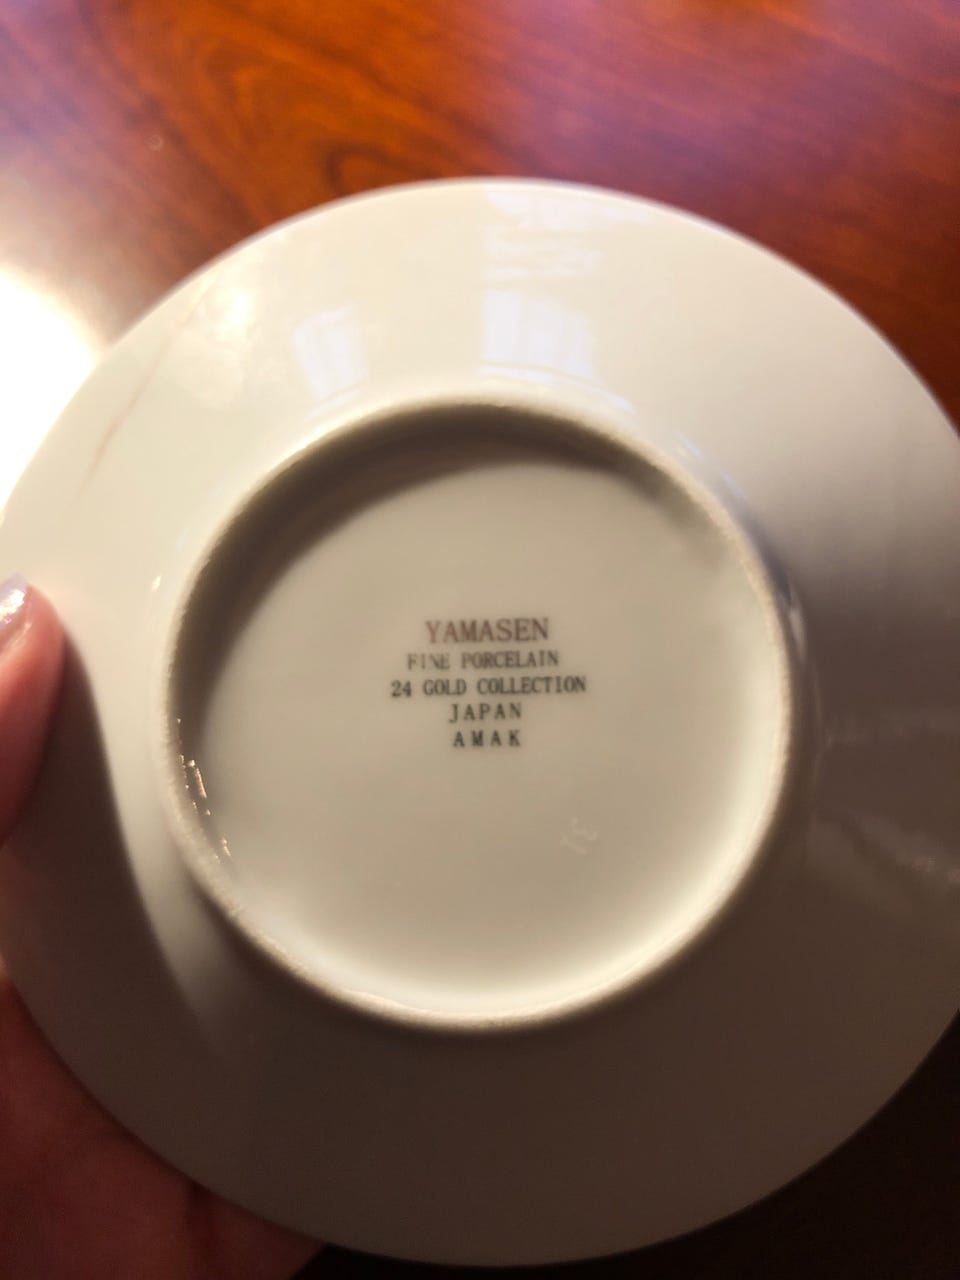 YAMASEN
FINE PORCELAIN
24 GOLD COLLECTION
JAPAN
AMAK